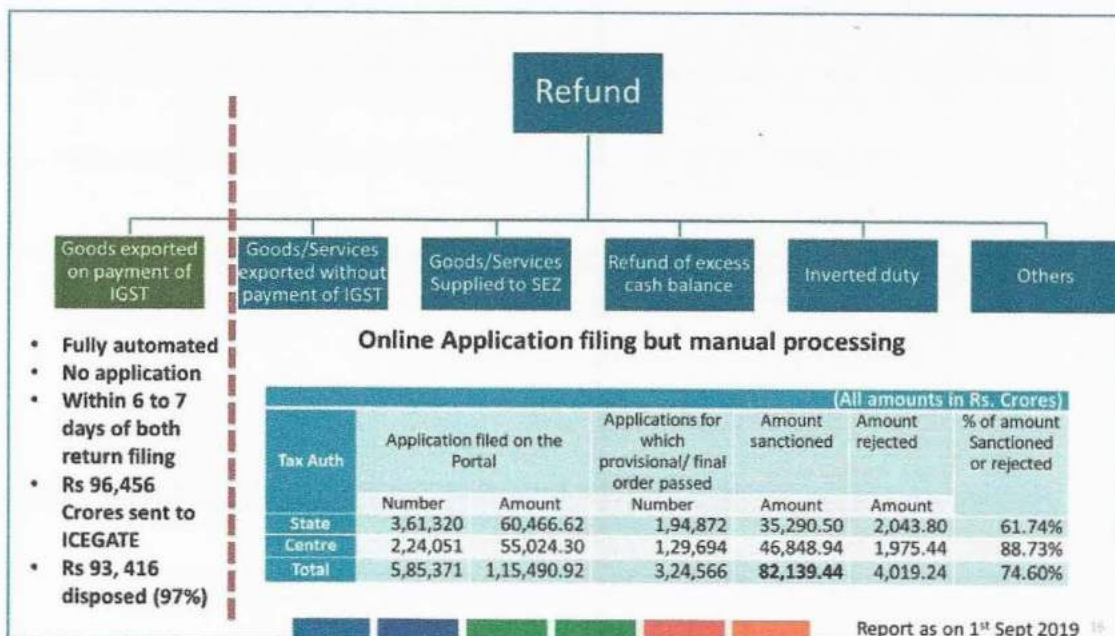 Refund
Goods exported
on payment of
IGST
Goods/Services
exported without
payment of IGST
Goods/Services
Supplied to SEZ
Refund of excess
cash balance
Inverted duty
Others
• Fully automated
• No application
• Within 6 to 7
days of both
return filing
• Rs 96,456
Crores sent to
ICEGATE
• Rs 93, 416
disposed (97%)
Online Application filing but manual processing
(All amounts in Rs. Crores)
Tax Auth
Application filed on the
Portal
Applications for
which
provisional/ final
order passed
Amount
sanctioned
Amount
rejected
% of amount
Sanctioned
or rejected
Number Amount Number Amount Amount
State 3,61,320 60,466.62 1,94,872 35,290.50 2,043.80 61.74%
Centre 2,24,051 55,024.30 1,29,694 46,848.94 1,975.44 88.73%
Total 5,85,371 1,15,490.92 3,24,566 82,139.44 4,019.24 74.60%
Report as on 1st Sept 2019 16